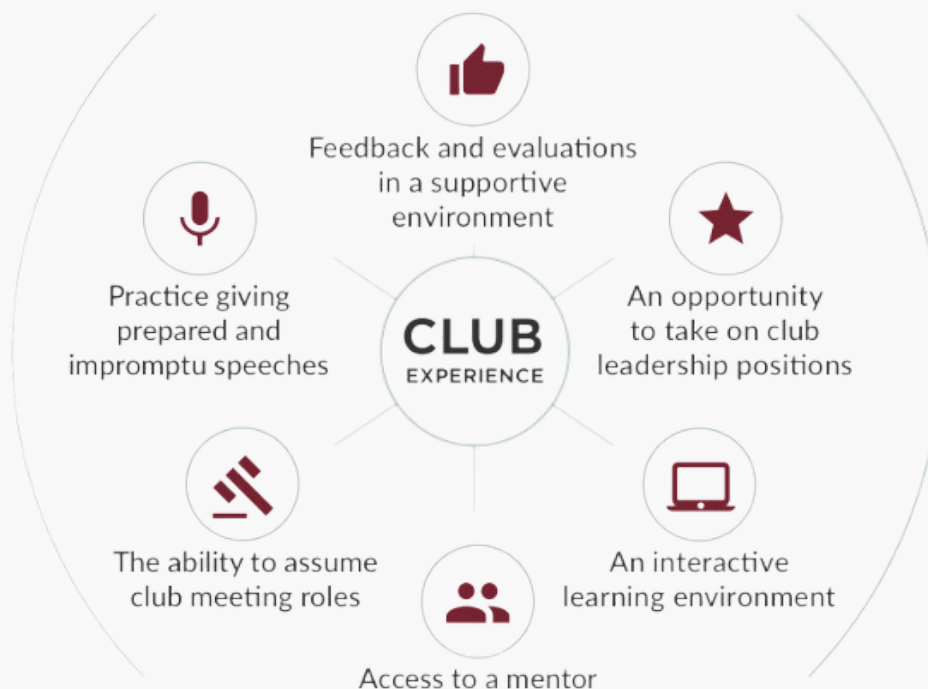 Feedback and evaluations
in a supportive
environment
Practice giving
prepared and
impromptu speeches
An opportunity
to take on club
leadership positions
CLUB
EXPERIENCE
The ability to assume
club meeting roles
An interactive
learning environment
Access to a mentor